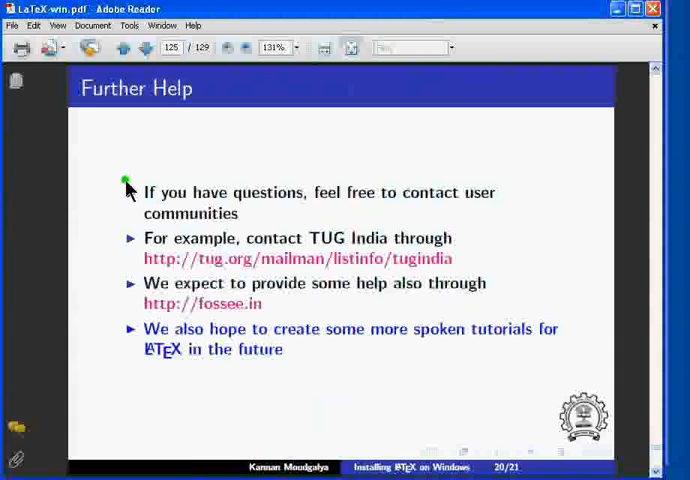 LaTeX-win.pdf - Adobe Reader
File Edit View Document Tools Window Help
125 / 129 131%
Further Help
If you have questions, feel free to contact user
communities
For example, contact TUG India through
http://tug.org/mailman/listinfo/tugindia
We expect to provide some help also through
http://fossee.in
We also hope to create some more spoken tutorials for
LATEX in the future
Kannan Moudgalya Installing LATEX on Windows 20/21